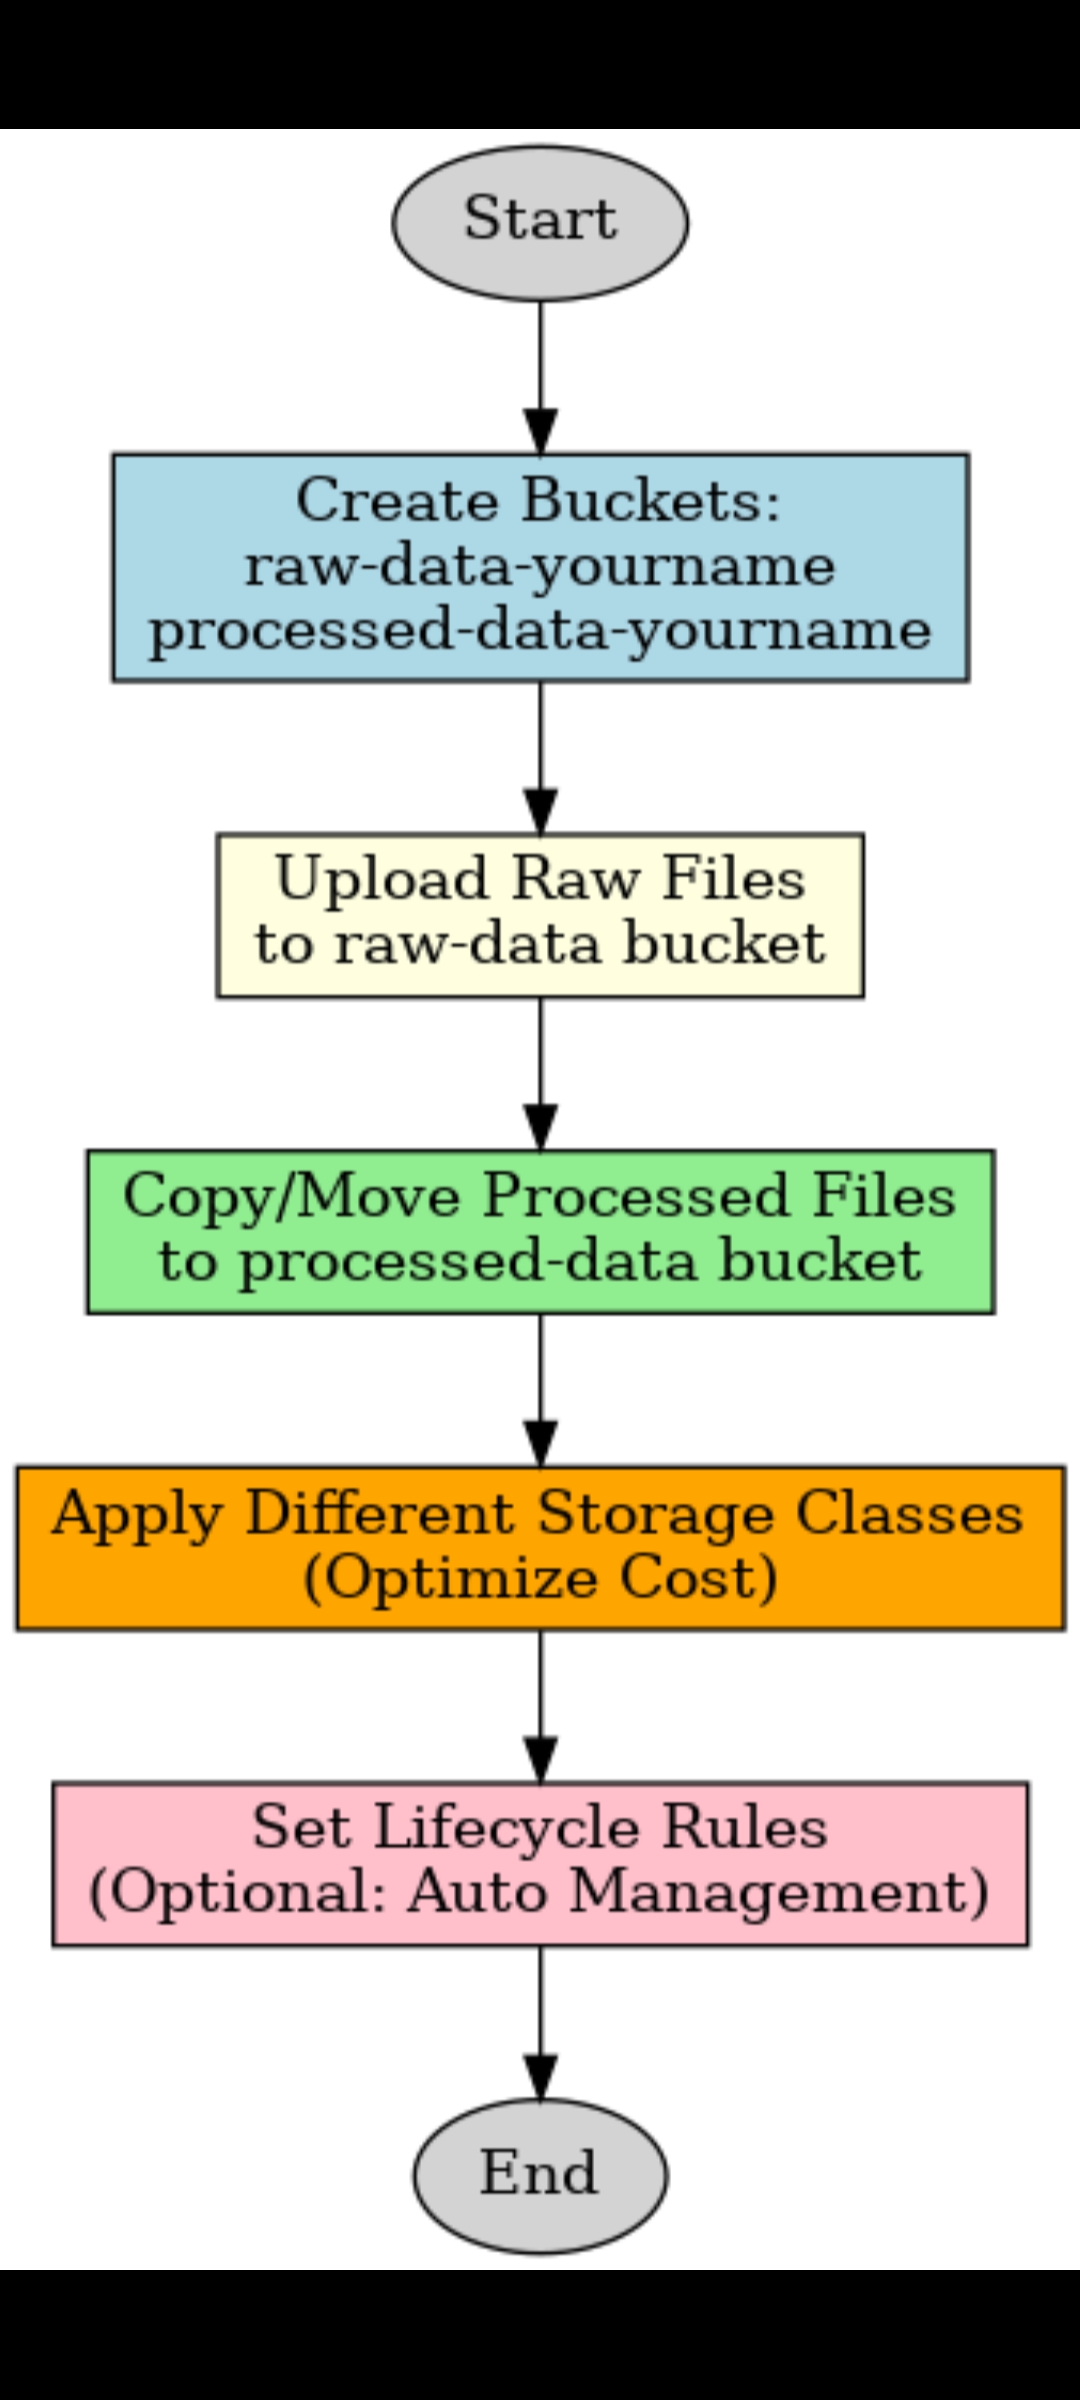 Start
Create Buckets:
raw-data-yourname
processed-data-yourname
Upload Raw Files
to raw-data bucket
Copy/Move Processed Files
to processed-data bucket
Apply Different Storage Classes
(Optimize Cost)
Set Lifecycle Rules
(Optional: Auto Management)
End